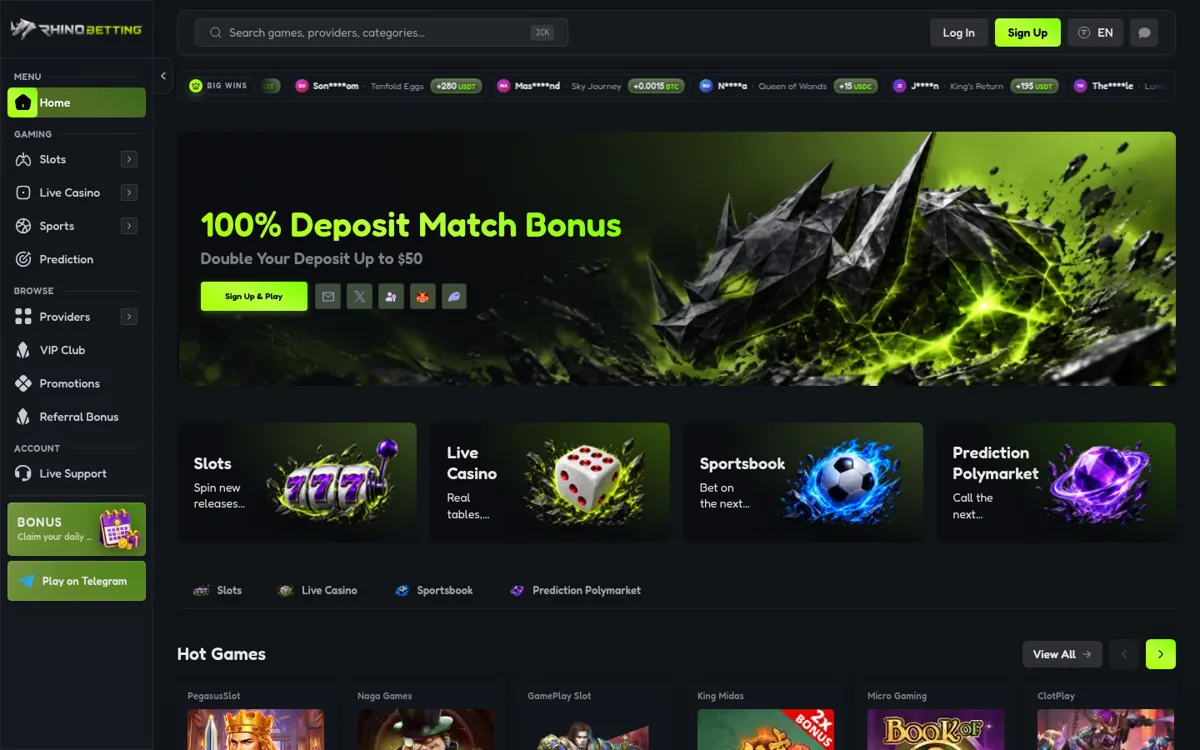 RHINOBETTING
Search games, providers, categories...
⌘K
Log In
Sign Up
EN
MENU
Home
GAMING
Slots
Live Casino
Sports
Prediction
BROWSE
Providers
VIP Club
Promotions
Referral Bonus
ACCOUNT
Live Support
BONUS
Claim your daily ...
Play on Telegram
BIG WINS
Son****om · Tenfold Eggs +280 USDT
Mas****nd · Sky Journey +0.0015 BTC
N****a · Queen of Wands +15 USDC
J****n · King's Return +195 USDT
The****le
100% Deposit Match Bonus
Double Your Deposit Up to $50
Sign Up & Play
Slots
Spin new
releases...
Live
Casino
Real
tables,...
Sportsbook
Bet on
the next...
Prediction
Polymarket
Call the
next...
Slots
Live Casino
Sportsbook
Prediction Polymarket
Hot Games
View All
PegasusSlot
Naga Games
GamePlay Slot
King Midas
Micro Gaming
ClotPlay
2X
BONUS
BOOK OF